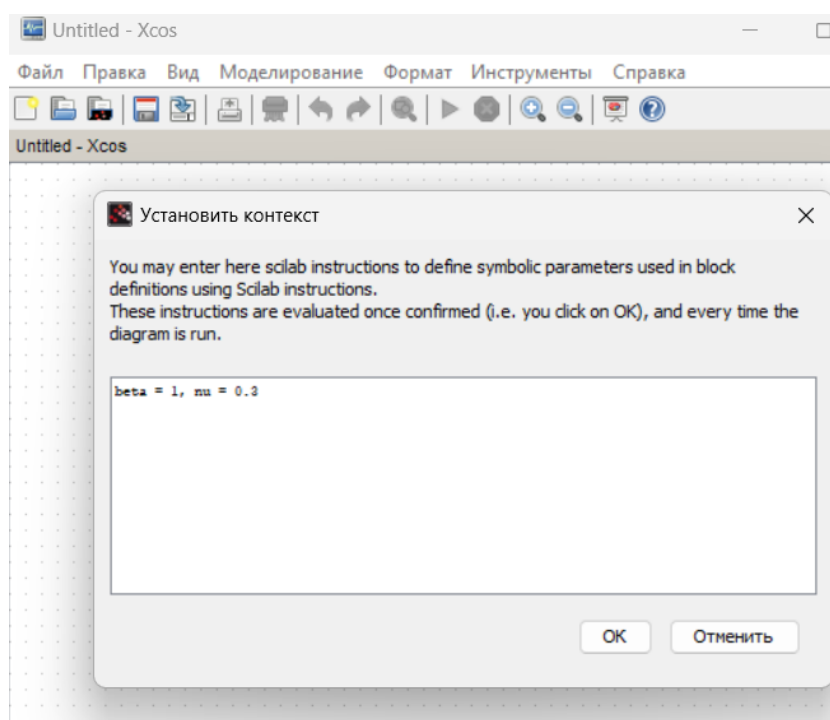 Untitled - Xcos
Файл Правка Вид Моделирование Формат Инструменты Справка
Untitled - Xcos
Установить контекст
You may enter here scilab instructions to define symbolic parameters used in block
definitions using Scilab instructions.
These instructions are evaluated once confirmed (i.e. you click on OK), and every time the
diagram is run.
beta = 1, nu = 0.3
OK Отменить